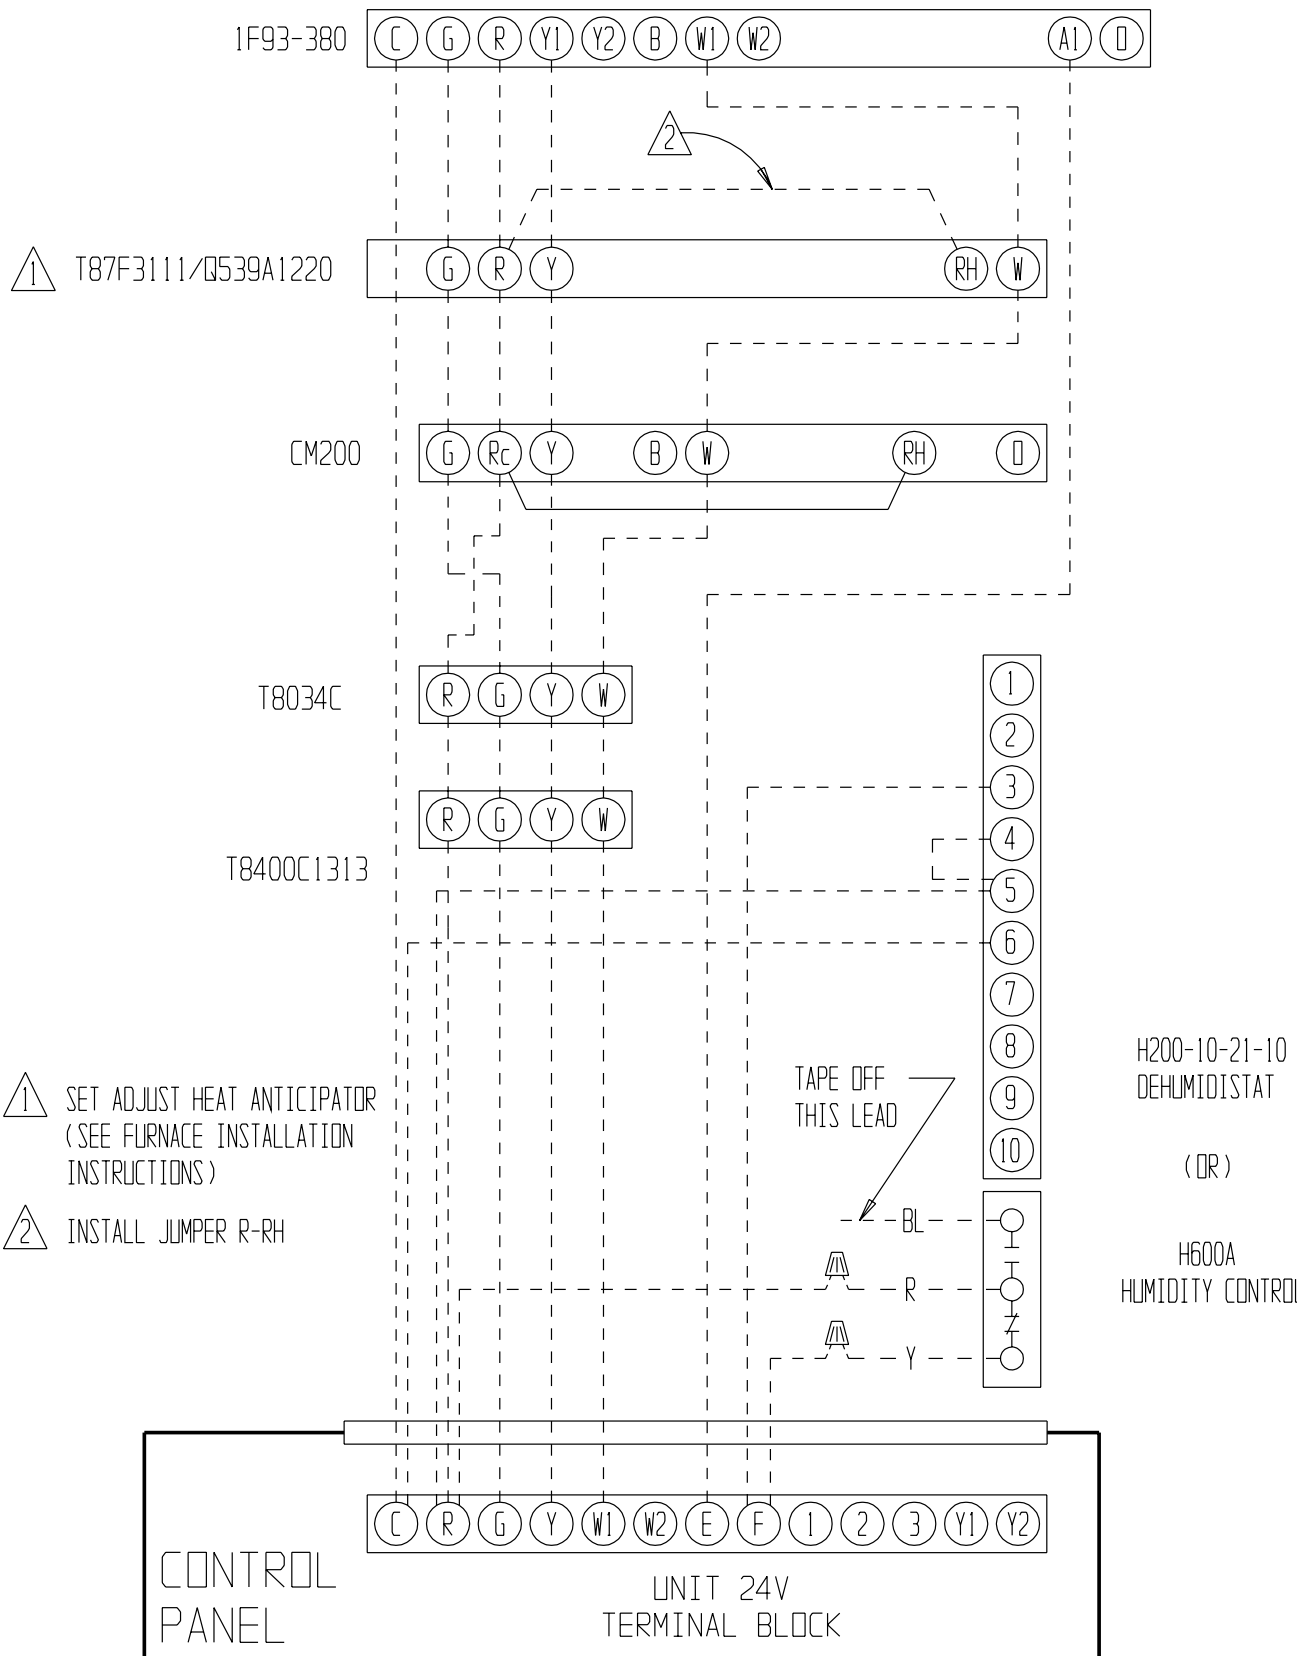 1F93-380 C G R Y1 Y2 B W1 W2 A1 O
2
1 T87F3111/Q539A1220 G R Y RH W
CM200 G Rc Y B W RH O
T8034C R G Y W
T8400C1313 R G Y W
1
2
3
4
5
6
7
8
9
10
H200-10-21-10
DEHUMIDISTAT
(OR)
H600A
HUMIDITY CONTROL
TAPE OFF
THIS LEAD
BL
R
Y
1 SET ADJUST HEAT ANTICIPATOR
(SEE FURNACE INSTALLATION
INSTRUCTIONS)
2 INSTALL JUMPER R-RH
C R G Y W1 W2 E F 1 2 3 Y1 Y2
CONTROL
PANEL
UNIT 24V
TERMINAL BLOCK